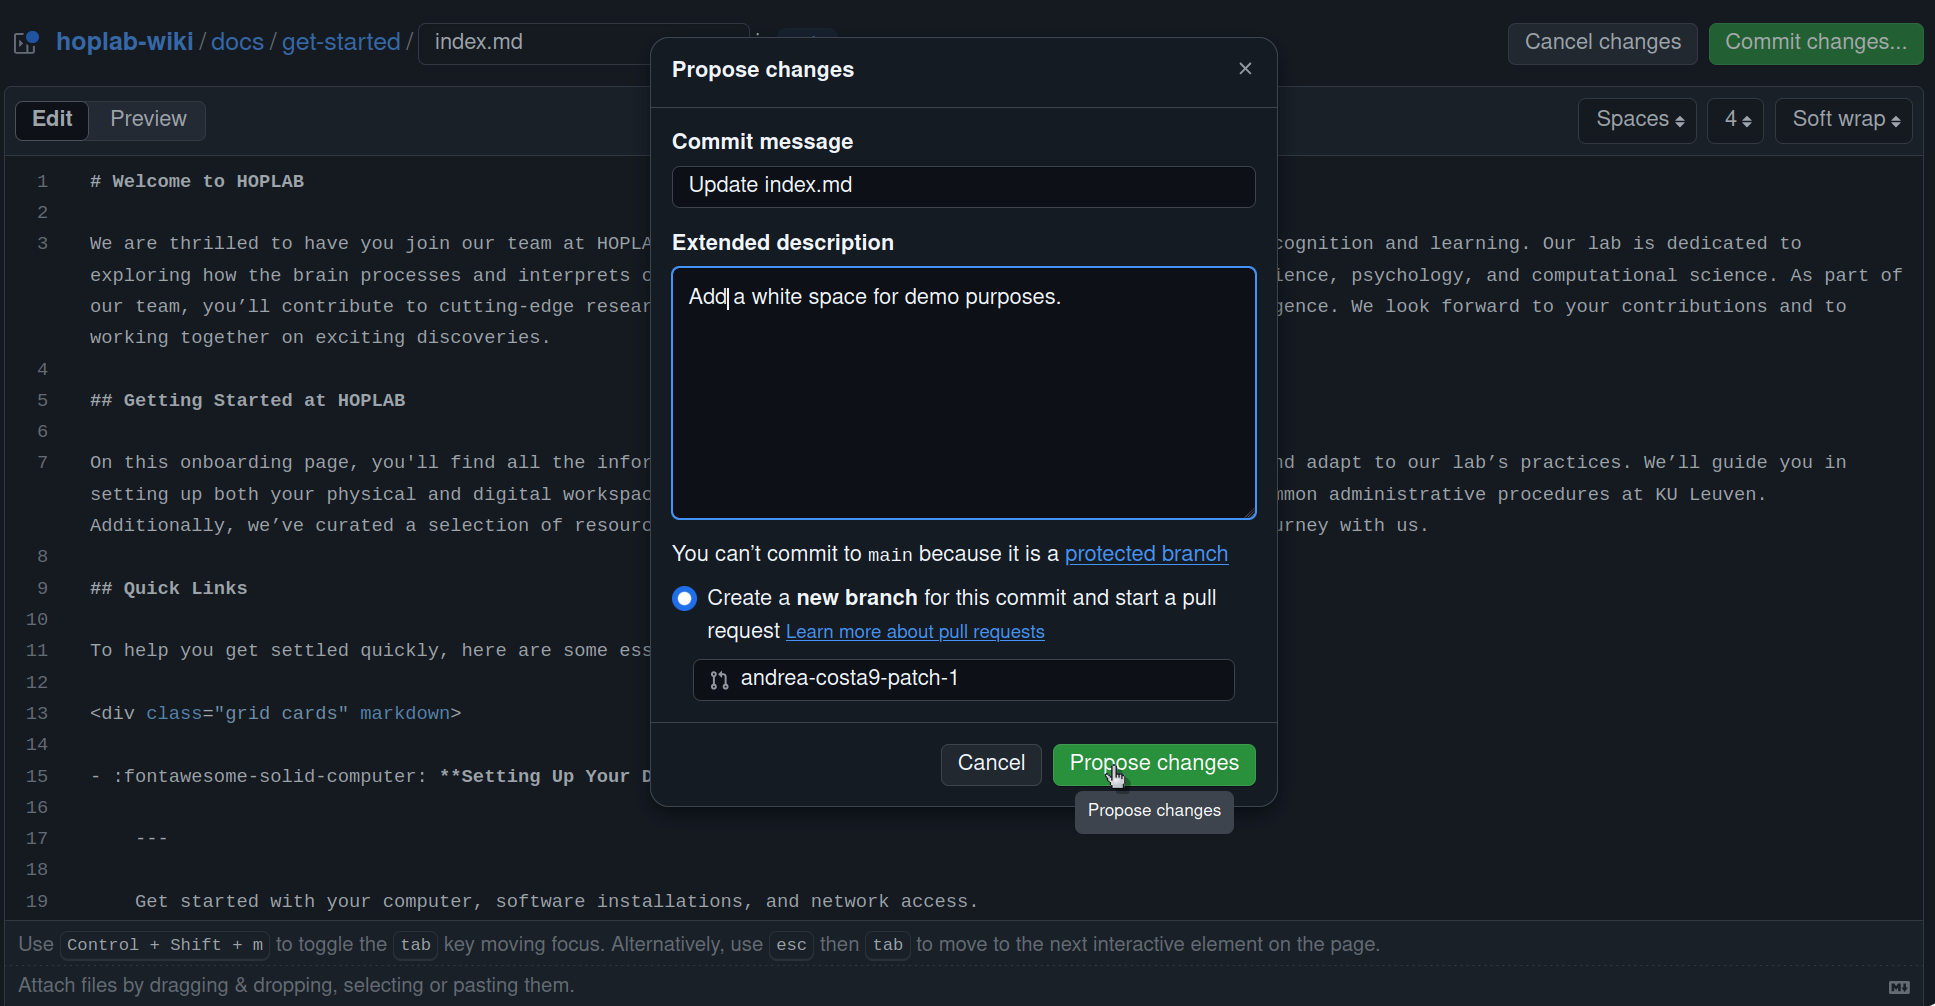 hoplab-wiki / docs / get-started / index.md
Cancel changes
Commit changes...
Edit
Preview
Spaces
4
Soft wrap
1 # Welcome to HOPLAB
2
3 We are thrilled to have you join our team at HOPLA
cognition and learning. Our lab is dedicated to
exploring how the brain processes and interprets
ience, psychology, and computational science. As part of
our team, you’ll contribute to cutting-edge resear
gence. We look forward to your contributions and to
working together on exciting discoveries.
4
5 ## Getting Started at HOPLAB
6
7 On this onboarding page, you'll find all the infor
nd adapt to our lab’s practices. We’ll guide you in
setting up both your physical and digital workspac
mmon administrative procedures at KU Leuven.
Additionally, we’ve curated a selection of resourc
urney with us.
8
9 ## Quick Links
10
11 To help you get settled quickly, here are some ess
12
13 <div class="grid cards" markdown>
14
15 - :fontawesome-solid-computer: **Setting Up Your D
16
17 ---
18
19 Get started with your computer, software installations, and network access.
Propose changes
Commit message
Update index.md
Extended description
Add a white space for demo purposes.
You can’t commit to main because it is a protected branch
Create a new branch for this commit and start a pull
request Learn more about pull requests
andrea-costa9-patch-1
Cancel
Propose changes
Propose changes
Use Control + Shift + m to toggle the tab key moving focus. Alternatively, use esc then tab to move to the next interactive element on the page.
Attach files by dragging & dropping, selecting or pasting them.